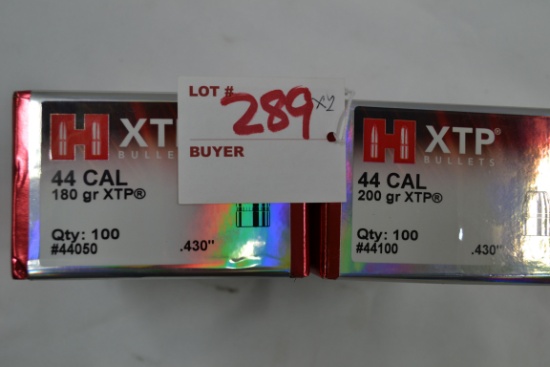 LOT # 289 x2
BUYER
H XTP
BULLETS
44 CAL
180 gr XTP®
Qty: 100
#44050 .430"
H XTP®
BULLETS
44 CAL
200 gr XTP®
Qty: 100
#44100 .430"